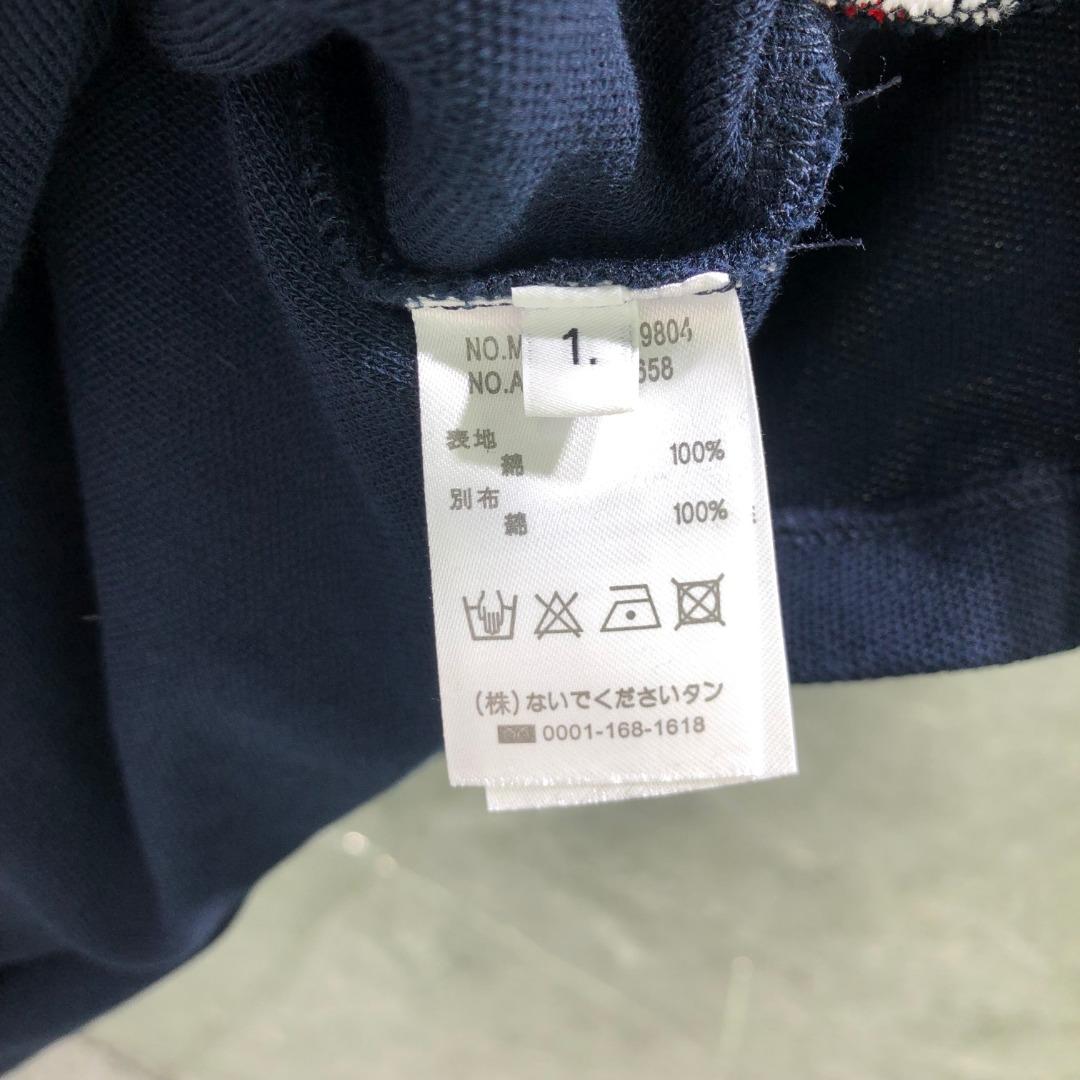 1.
NO.M 9804
NO.A 658
表地
綿 100%
別布
綿 100%
(株)ないでくださいタン
0001-168-1618